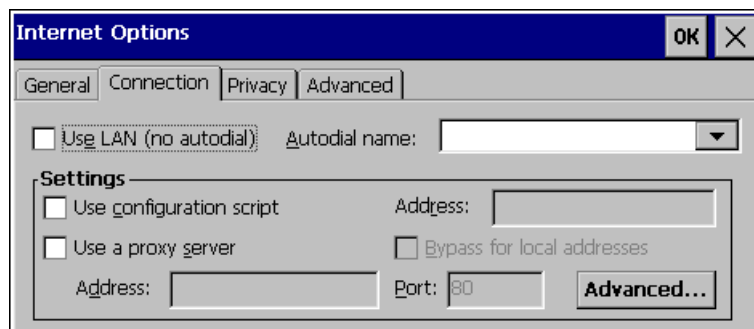 Internet Options OK
General Connection Privacy Advanced
Use LAN (no autodial) Autodial name:
Settings
Use configuration script Address:
Use a proxy server Bypass for local addresses
Address: Port: 80 Advanced...